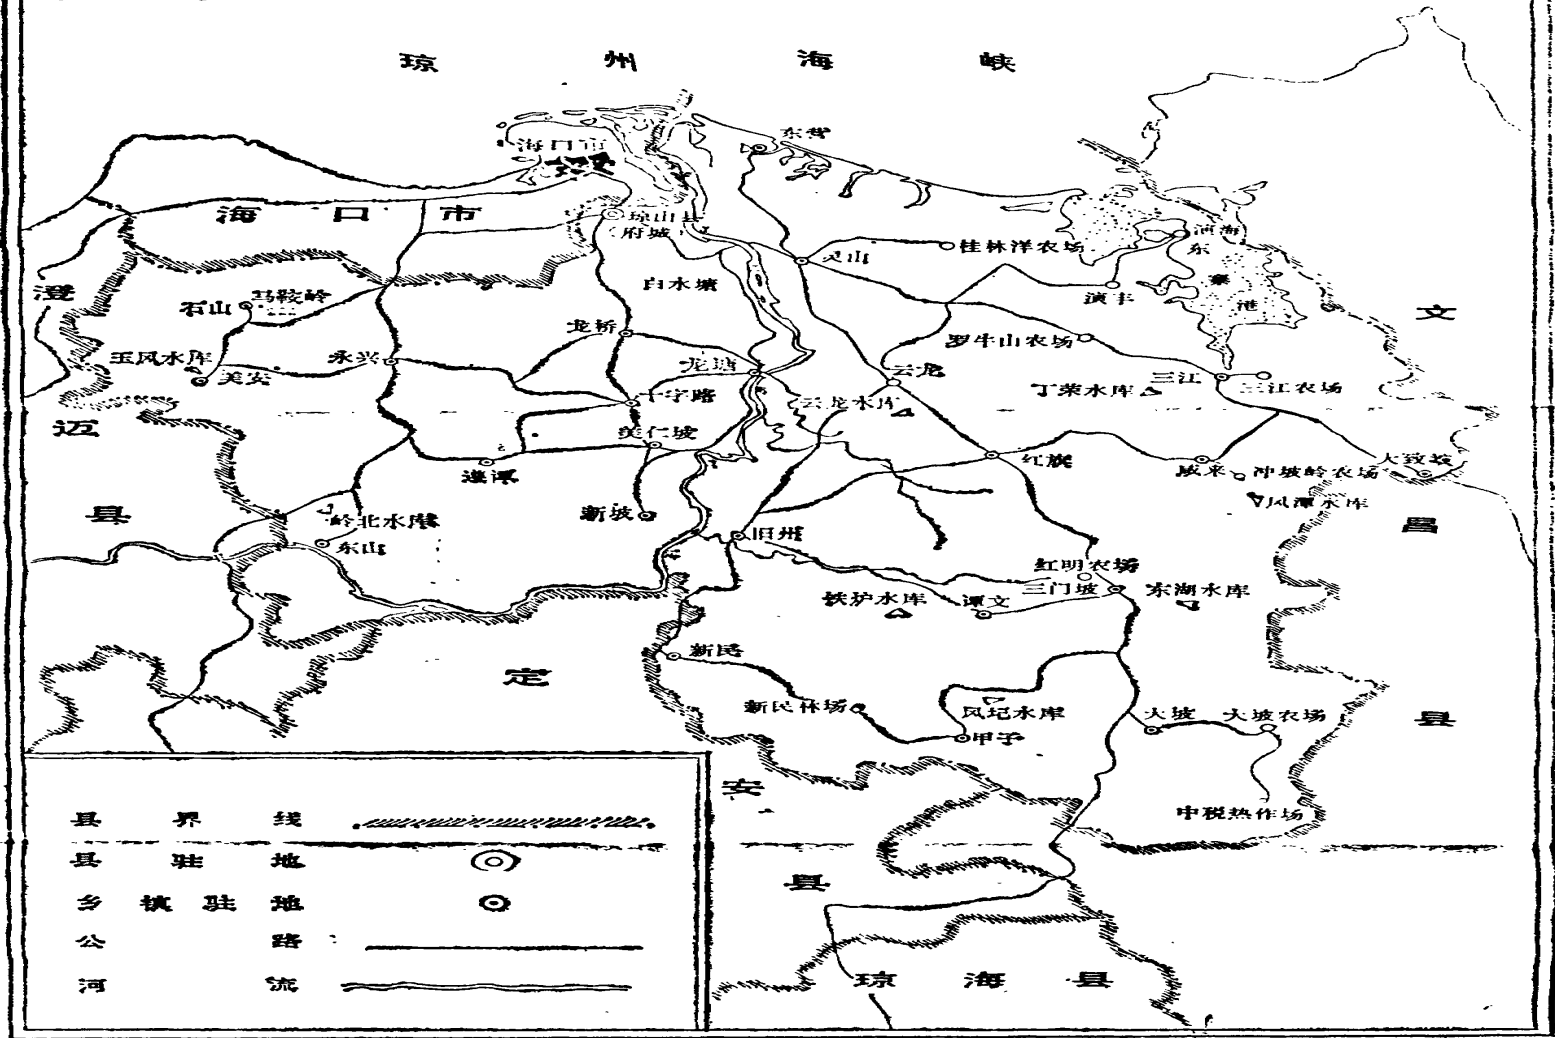 琼州海峡
东营
海口市
海口市
琼山县
(府城)
灵山
桂林洋农场
演海
东寨港
演丰
白水塘
澄迈县
石山
马鞍岭
龙桥
罗牛山农场
文昌县
玉凤水库
美安
永兴
龙塘
云龙
丁荣水库
三江
三江农场
十字路
云龙水库
美仁坡
遵谭
红旗
咸来
冲坡岭农场
大致坡
凤潭水库
岭北水库
东山
新坡
旧州
红明农场
三门坡
东湖水库
铁炉水库
谭文
新民
定安县
新民林场
凤圮水库
甲子
大坡
大坡农场
中税热作场
琼海县
县界线
县驻地
乡镇驻地
公路
河流